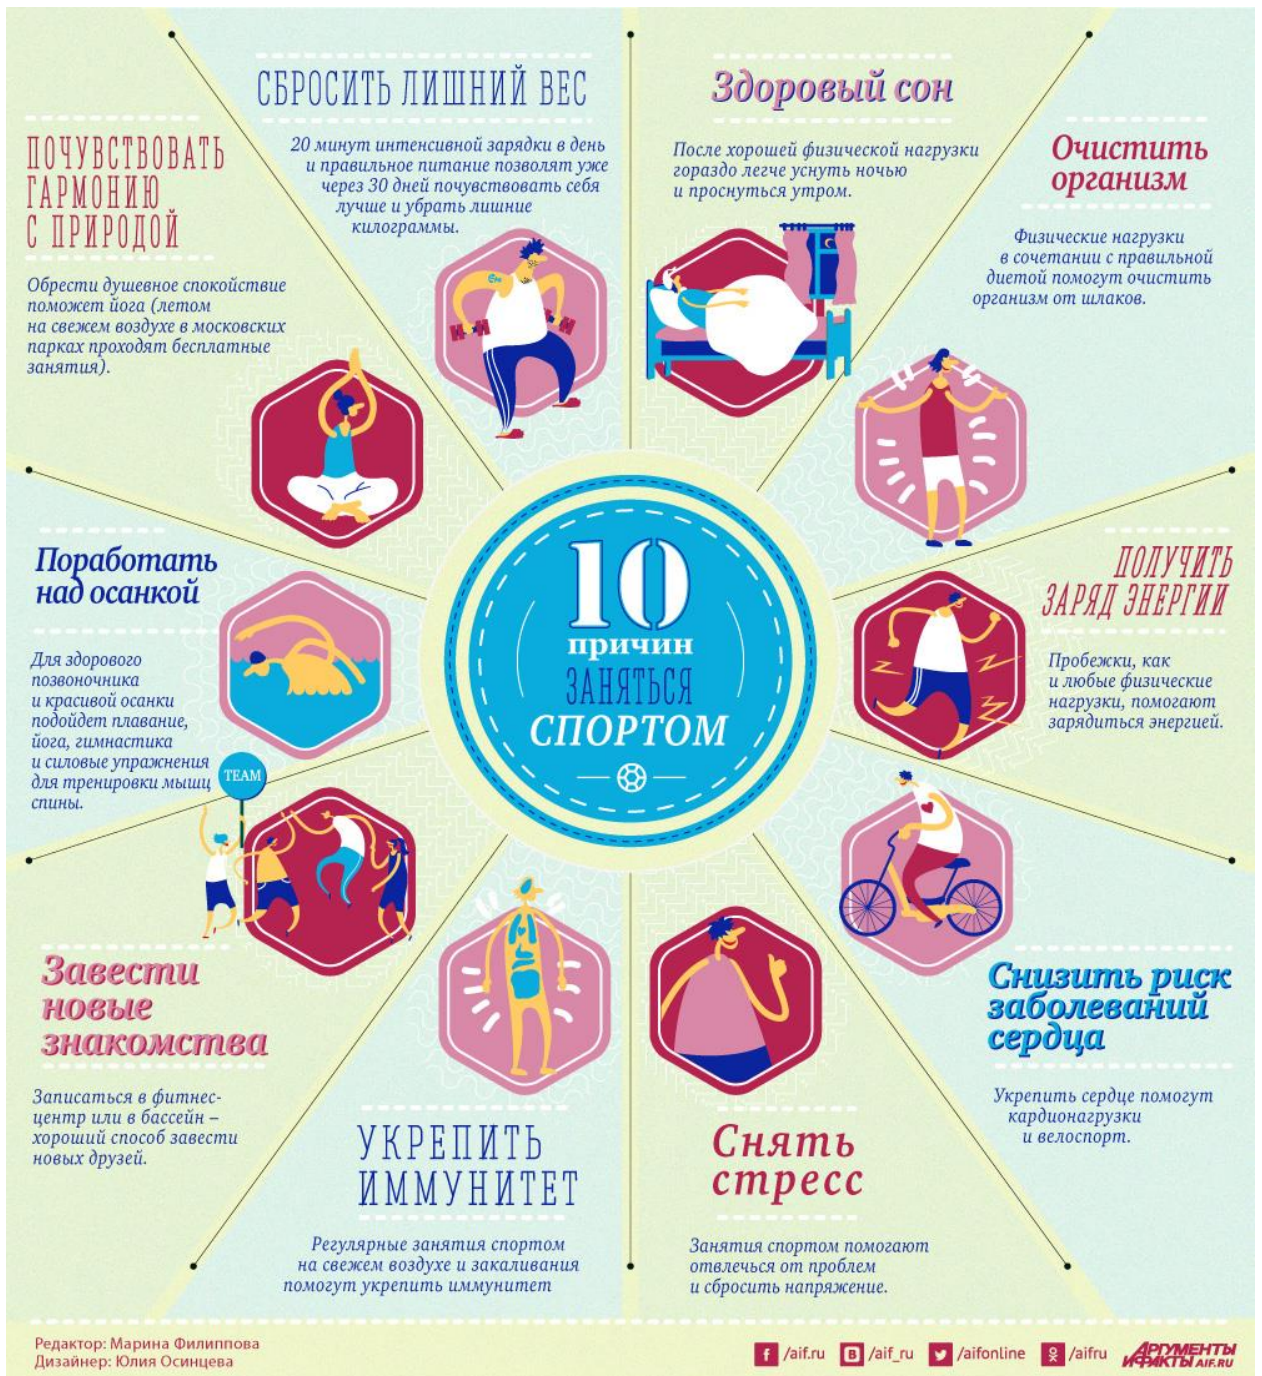 10
причин
ЗАНЯТЬСЯ
СПОРТОМ
СБРОСИТЬ ЛИШНИЙ ВЕС
20 минут интенсивной зарядки в день
и правильное питание позволят уже
через 30 дней почувствовать себя
лучше и убрать лишние
килограммы.
Здоровый сон
После хорошей физической нагрузки
гораздо легче уснуть ночью
и проснуться утром.
Очистить
организм
Физические нагрузки
в сочетании с правильной
диетой помогут очистить
организм от шлаков.
ПОЛУЧИТЬ
ЗАРЯД ЭНЕРГИИ
Пробежки, как
и любые физические
нагрузки, помогают
зарядиться энергией.
Снизить риск
заболеваний
сердца
Укрепить сердце помогут
кардионагрузки
и велоспорт.
Снять
стресс
Занятия спортом помогают
отвлечься от проблем
и сбросить напряжение.
УКРЕПИТЬ
ИММУНИТЕТ
Регулярные занятия спортом
на свежем воздухе и закаливания
помогут укрепить иммунитет
TEAM
Завести
новые
знакомства
Записаться в фитнес-
центр или в бассейн –
хороший способ завести
новых друзей.
Поработать
над осанкой
Для здорового
позвоночника
и красивой осанки
подойдет плавание,
йога, гимнастика
и силовые упражнения
для тренировки мышц
спины.
ПОЧУВСТВОВАТЬ
ГАРМОНИЮ
С ПРИРОДОЙ
Обрести душевное спокойствие
поможет йога (летом
на свежем воздухе в московских
парках проходят бесплатные
занятия).
Редактор: Марина Филиппова
Дизайнер: Юлия Осинцева
/aif.ru /aif_ru /aifonline /aifru
АРГУМЕНТЫ
И ФАКТЫ AIF.RU